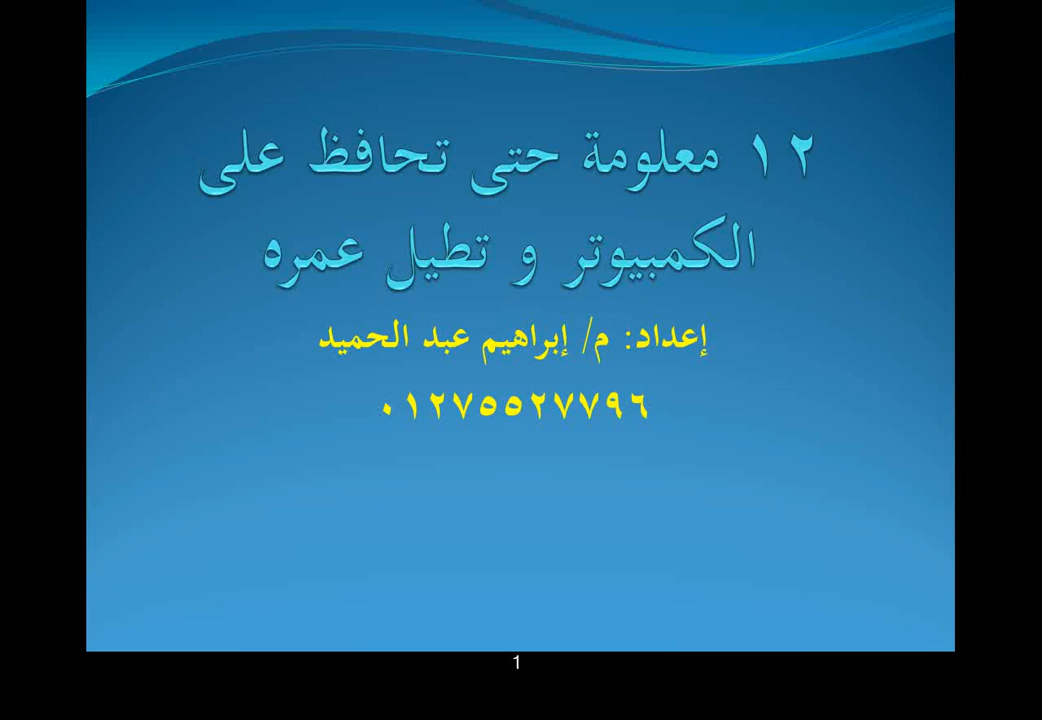 ١٢ معلومة حتى تحافظ على
الكمبيوتر و تطيل عمره
إعداد: م/ إبراهيم عبد الحميد
٠١٢٧٥٥٢٧٧٩٦
1